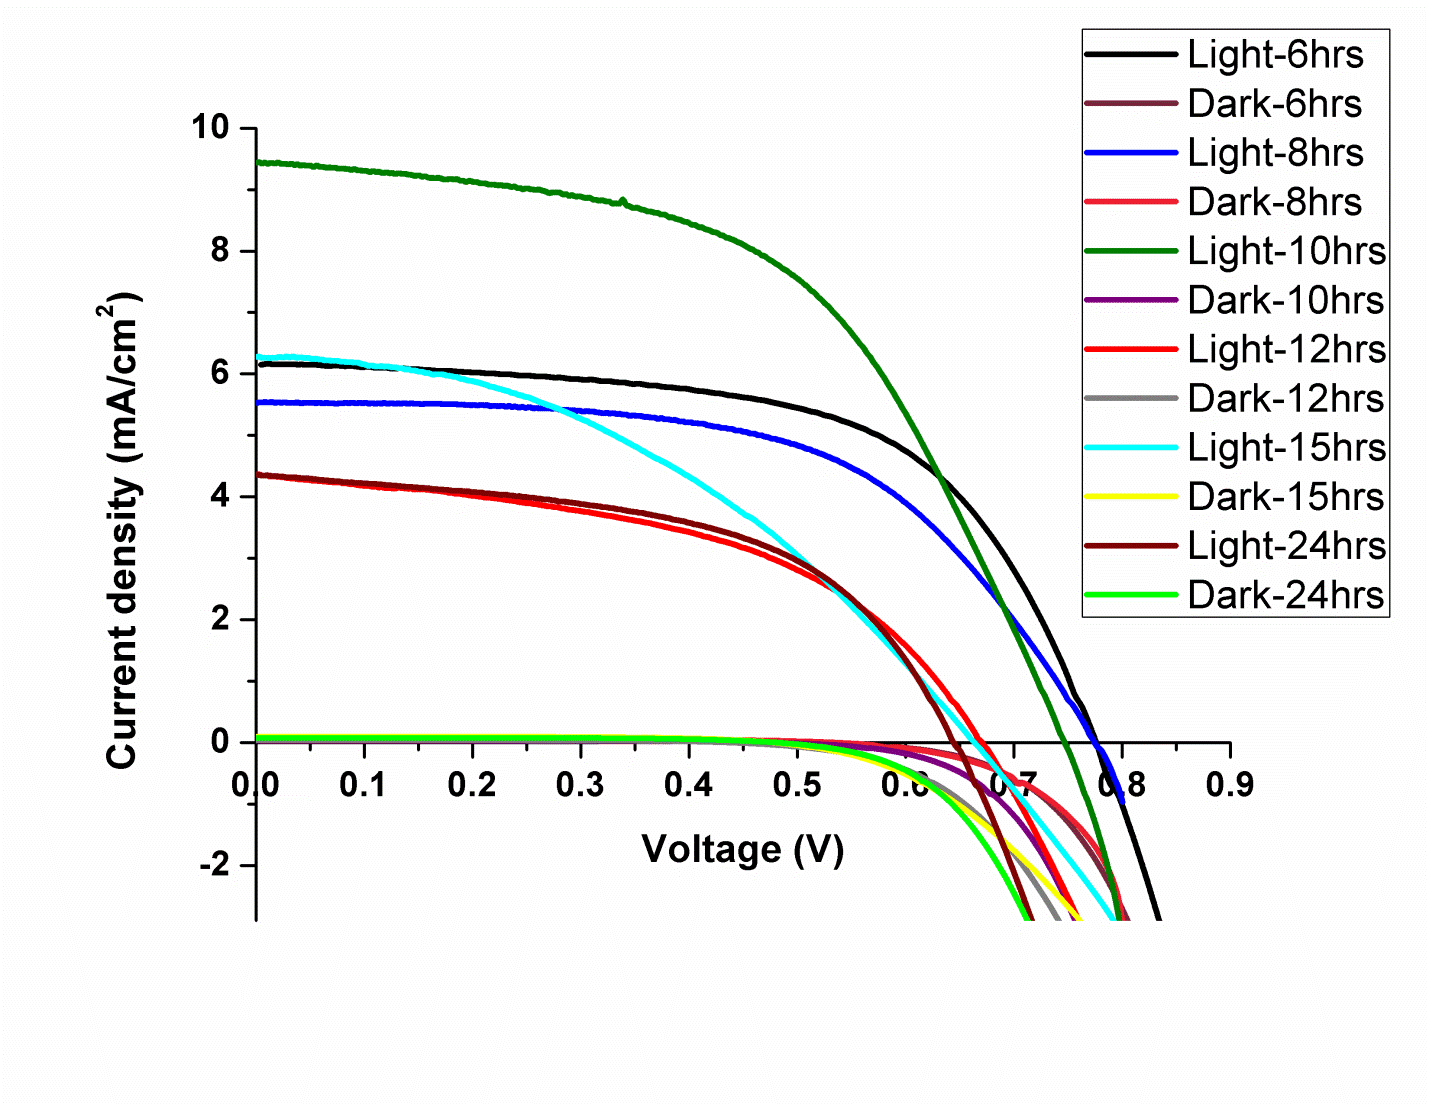 Light-6hrs
Dark-6hrs
Light-8hrs
Dark-8hrs
Light-10hrs
Dark-10hrs
Light-12hrs
Dark-12hrs
Light-15hrs
Dark-15hrs
Light-24hrs
Dark-24hrs
10
8
6
4
2
0
-2
Current density (mA/cm²)
0.0 0.1 0.2 0.3 0.4 0.5 0.6 0.7 0.8 0.9
Voltage (V)